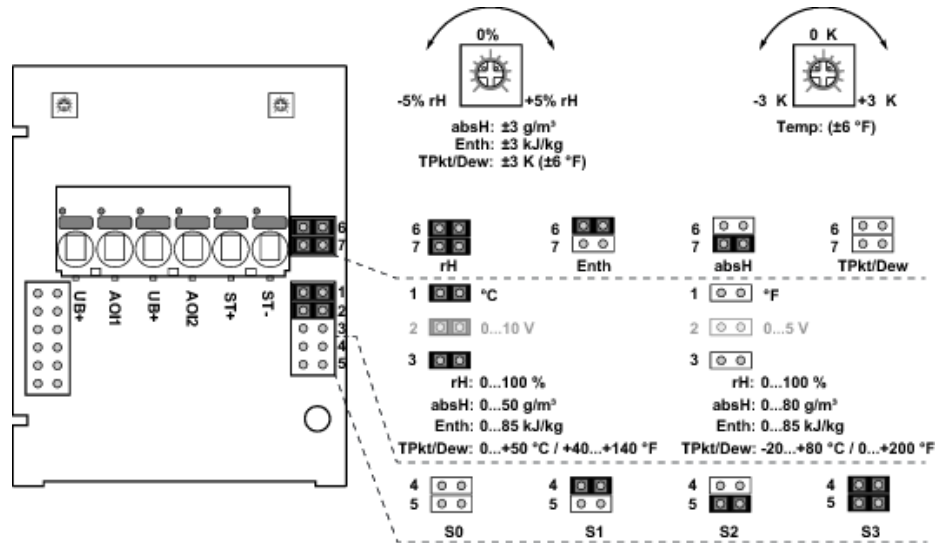 0%
0 K
-5% rH +5% rH
-3 K +3 K
absH: ±3 g/m³
Enth: ±3 kJ/kg
TPkt/Dew: ±3 K (±6 °F)
Temp: (±6 °F)
6
7
UB+
AOI1
UB+
AOI2
ST+
ST-
1
2
3
4
5
6
7
rH
6
7
Enth
6
7
absH
6
7
TPkt/Dew
1 °C
2 0...10 V
3
rH: 0...100 %
absH: 0...50 g/m³
Enth: 0...85 kJ/kg
TPkt/Dew: 0...+50 °C / +40...+140 °F
1 °F
2 0...5 V
3
rH: 0...100 %
absH: 0...80 g/m³
Enth: 0...85 kJ/kg
TPkt/Dew: -20...+80 °C / 0...+200 °F
4
5
S0
4
5
S1
4
5
S2
4
5
S3